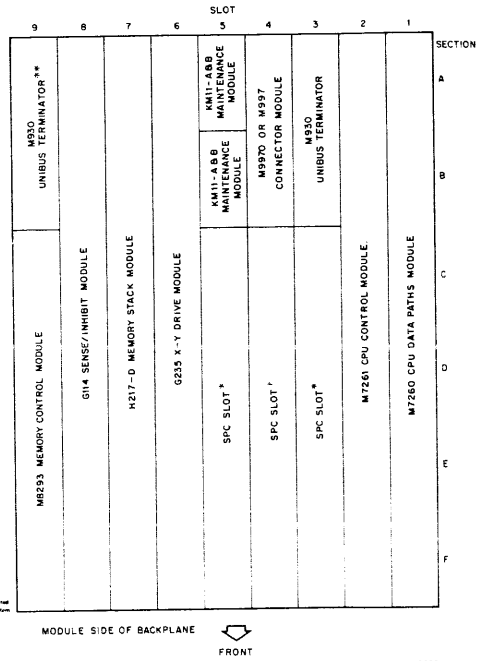 SLOT
9 8 7 6 5 4 3 2 1
SECTION
M930
UNIBUS TERMINATOR**
M8293 MEMORY CONTROL MODULE
G114 SENSE/INHIBIT MODULE
H217-D MEMORY STACK MODULE
G235 X-Y DRIVE MODULE
KM11-A&B
MAINTENANCE
MODULE
KM11-A&B
MAINTENANCE
MODULE
SPC SLOT*
M9970 OR M997
CONNECTOR MODULE
SPC SLOT
M930
UNIBUS TERMINATOR
SPC SLOT*
M7261 CPU CONTROL MODULE.
M7260 CPU DATA PATHS MODULE
A
B
C
D
E
F
MODULE SIDE OF BACKPLANE
FRONT